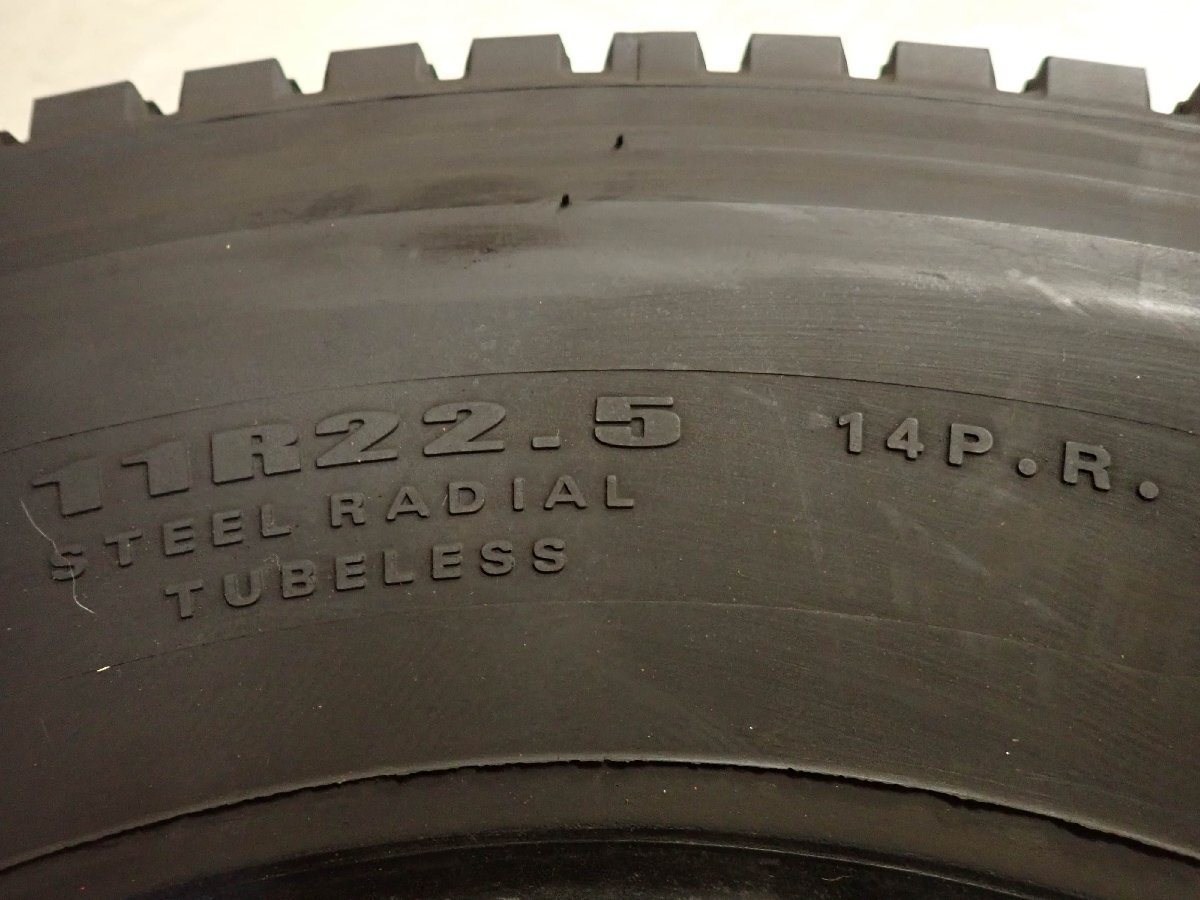 11R22.5 14P.R.
STEEL RADIAL
TUBELESS